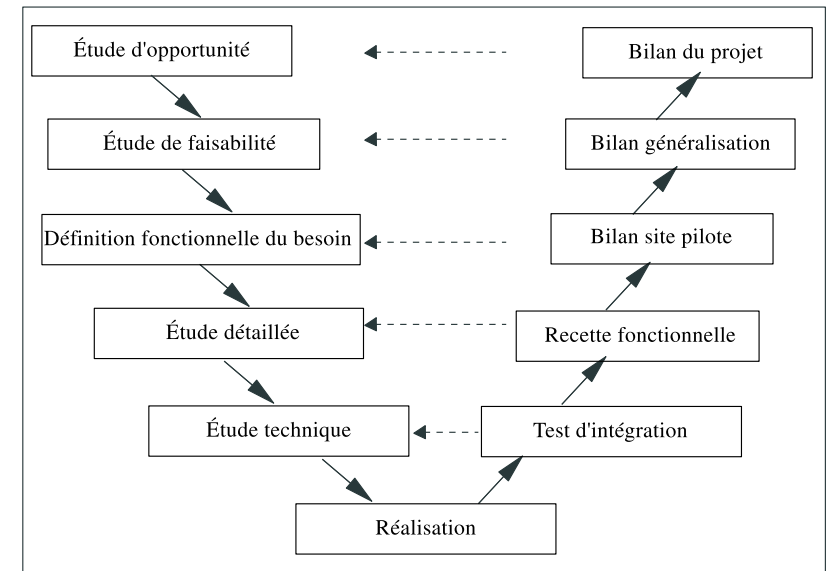 Étude d'opportunité
Bilan du projet
Étude de faisabilité
Bilan généralisation
Définition fonctionnelle du besoin
Bilan site pilote
Étude détaillée
Recette fonctionnelle
Étude technique
Test d'intégration
Réalisation